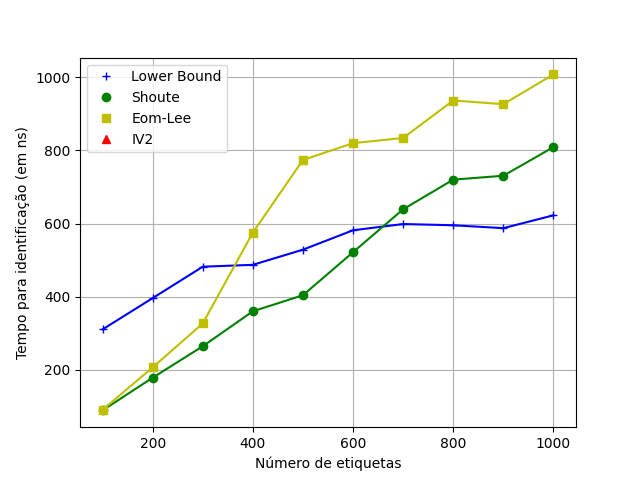 Lower Bound
Shoute
Eom-Lee
IV2
Tempo para identificação (em ns)
1000
800
600
400
200
200 400 600 800 1000
Número de etiquetas